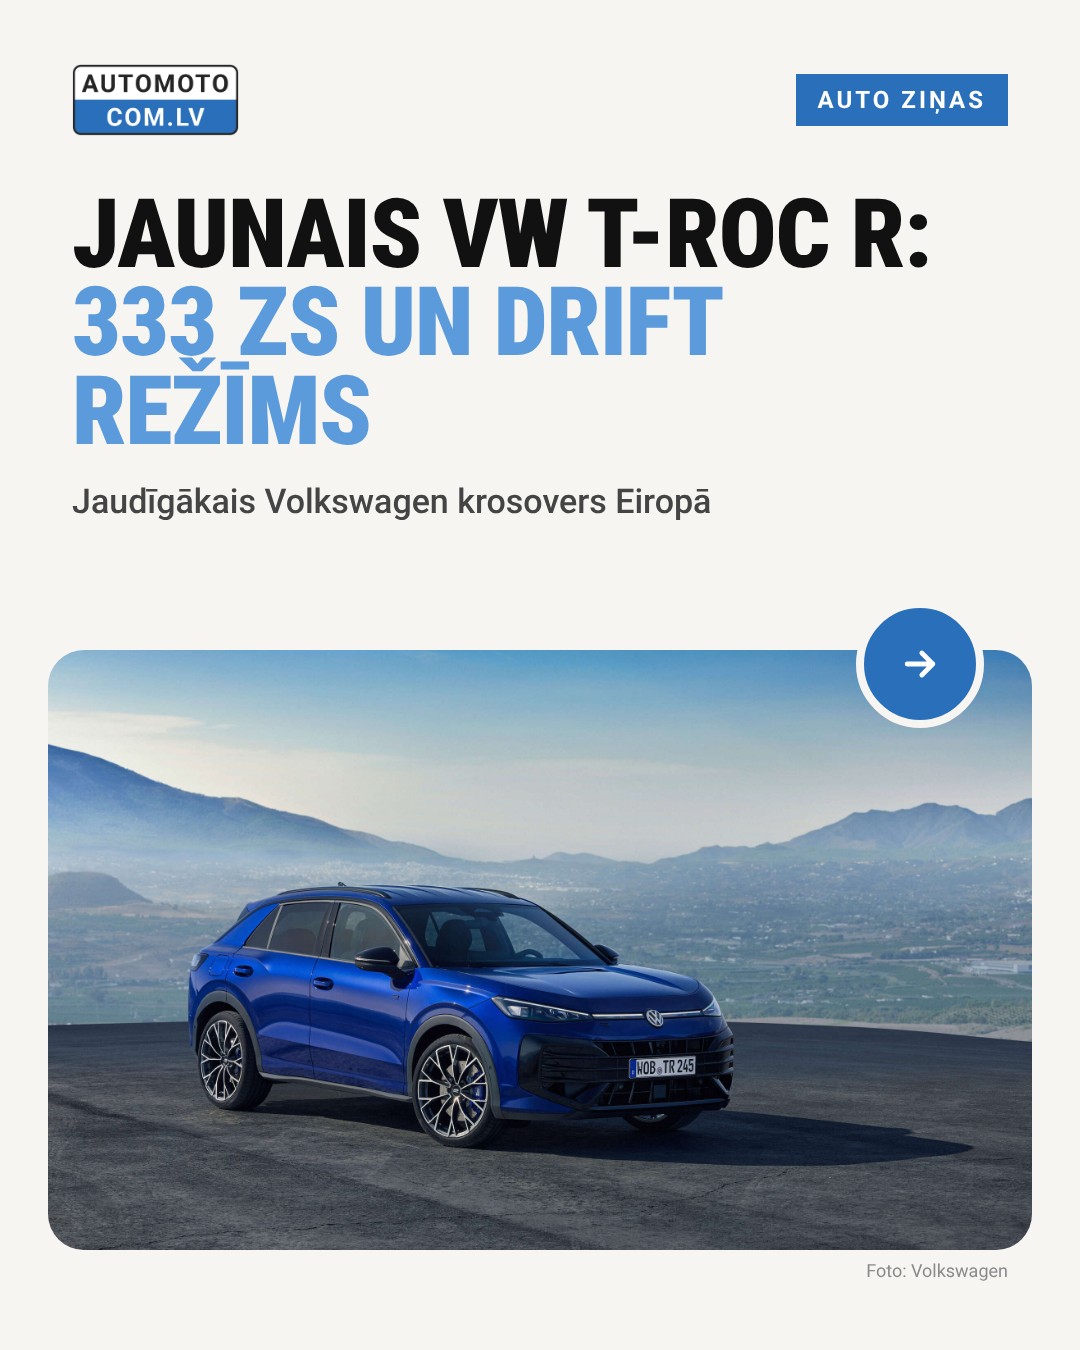 AUTOMOTO
COM.LV
AUTO ZIŅAS
JAUNAIS VW T-ROC R:
333 ZS UN DRIFT
REŽĪMS
Jaudīgākais Volkswagen krosovers Eiropā
WOB TR 245
Foto: Volkswagen